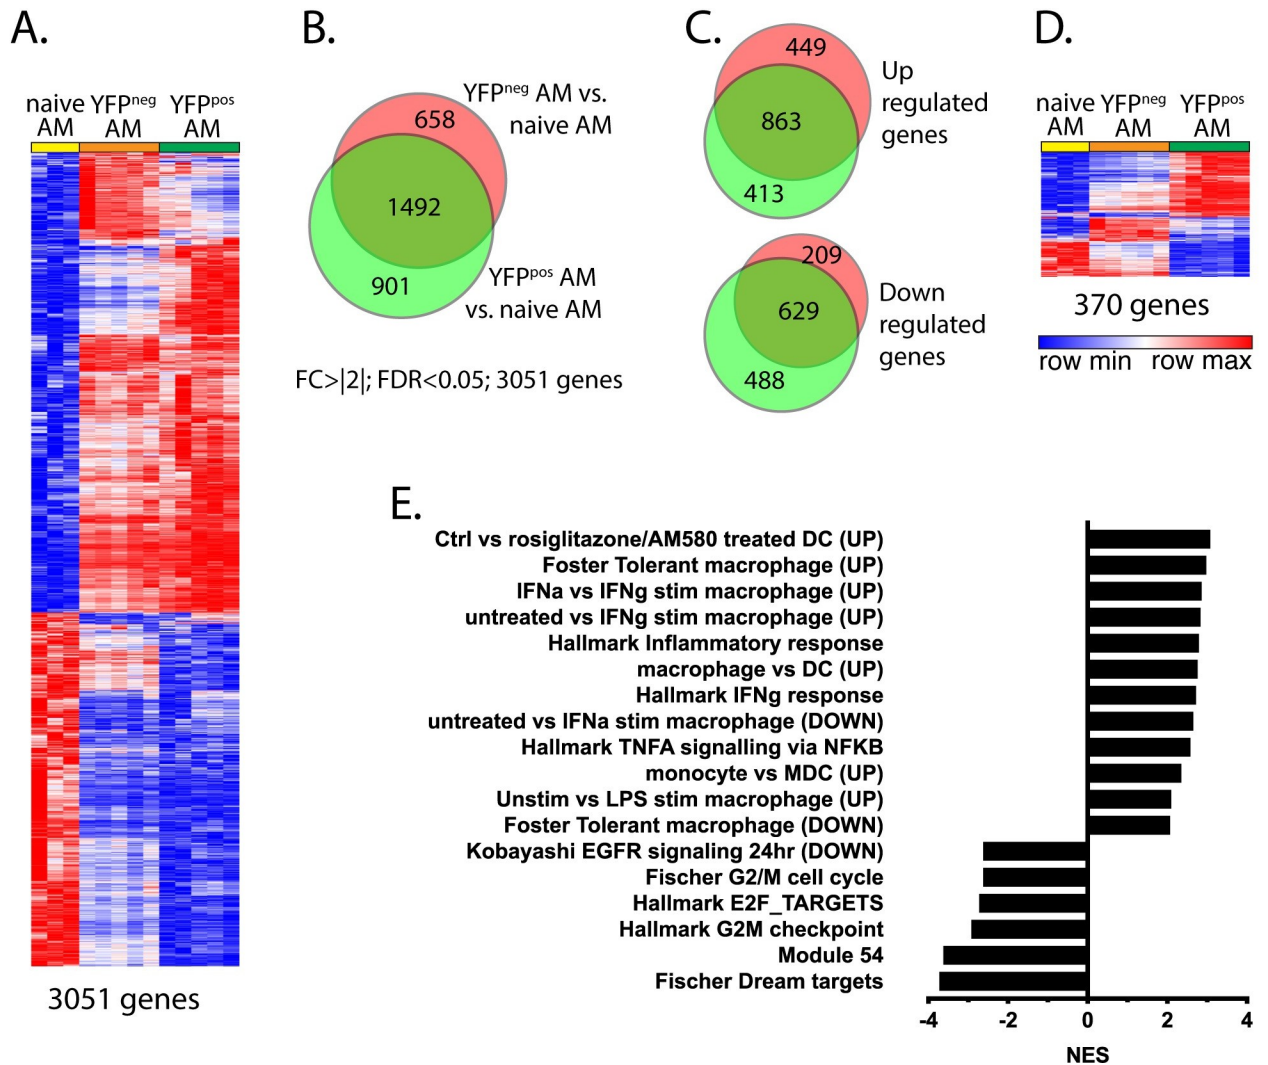 A.
naive YFPneg YFPpos
AM AM AM
3051 genes
B.
658
YFPneg AM vs.
naive AM
1492
901
YFPpos AM
vs. naive AM
FC>|2|; FDR<0.05; 3051 genes
C.
449
863
413
Up
regulated
genes
209
629
488
Down
regulated
genes
D.
naive YFPneg YFPpos
AM AM AM
370 genes
row min row max
E.
Ctrl vs rosiglitazone/AM580 treated DC (UP)
Foster Tolerant macrophage (UP)
IFNa vs IFNg stim macrophage (UP)
untreated vs IFNg stim macrophage (UP)
Hallmark Inflammatory response
macrophage vs DC (UP)
Hallmark IFNg response
untreated vs IFNa stim macrophage (DOWN)
Hallmark TNFA signalling via NFKB
monocyte vs MDC (UP)
Unstim vs LPS stim macrophage (UP)
Foster Tolerant macrophage (DOWN)
Kobayashi EGFR signaling 24hr (DOWN)
Fischer G2/M cell cycle
Hallmark E2F_TARGETS
Hallmark G2M checkpoint
Module 54
Fischer Dream targets
-4 -2 0 2 4
NES